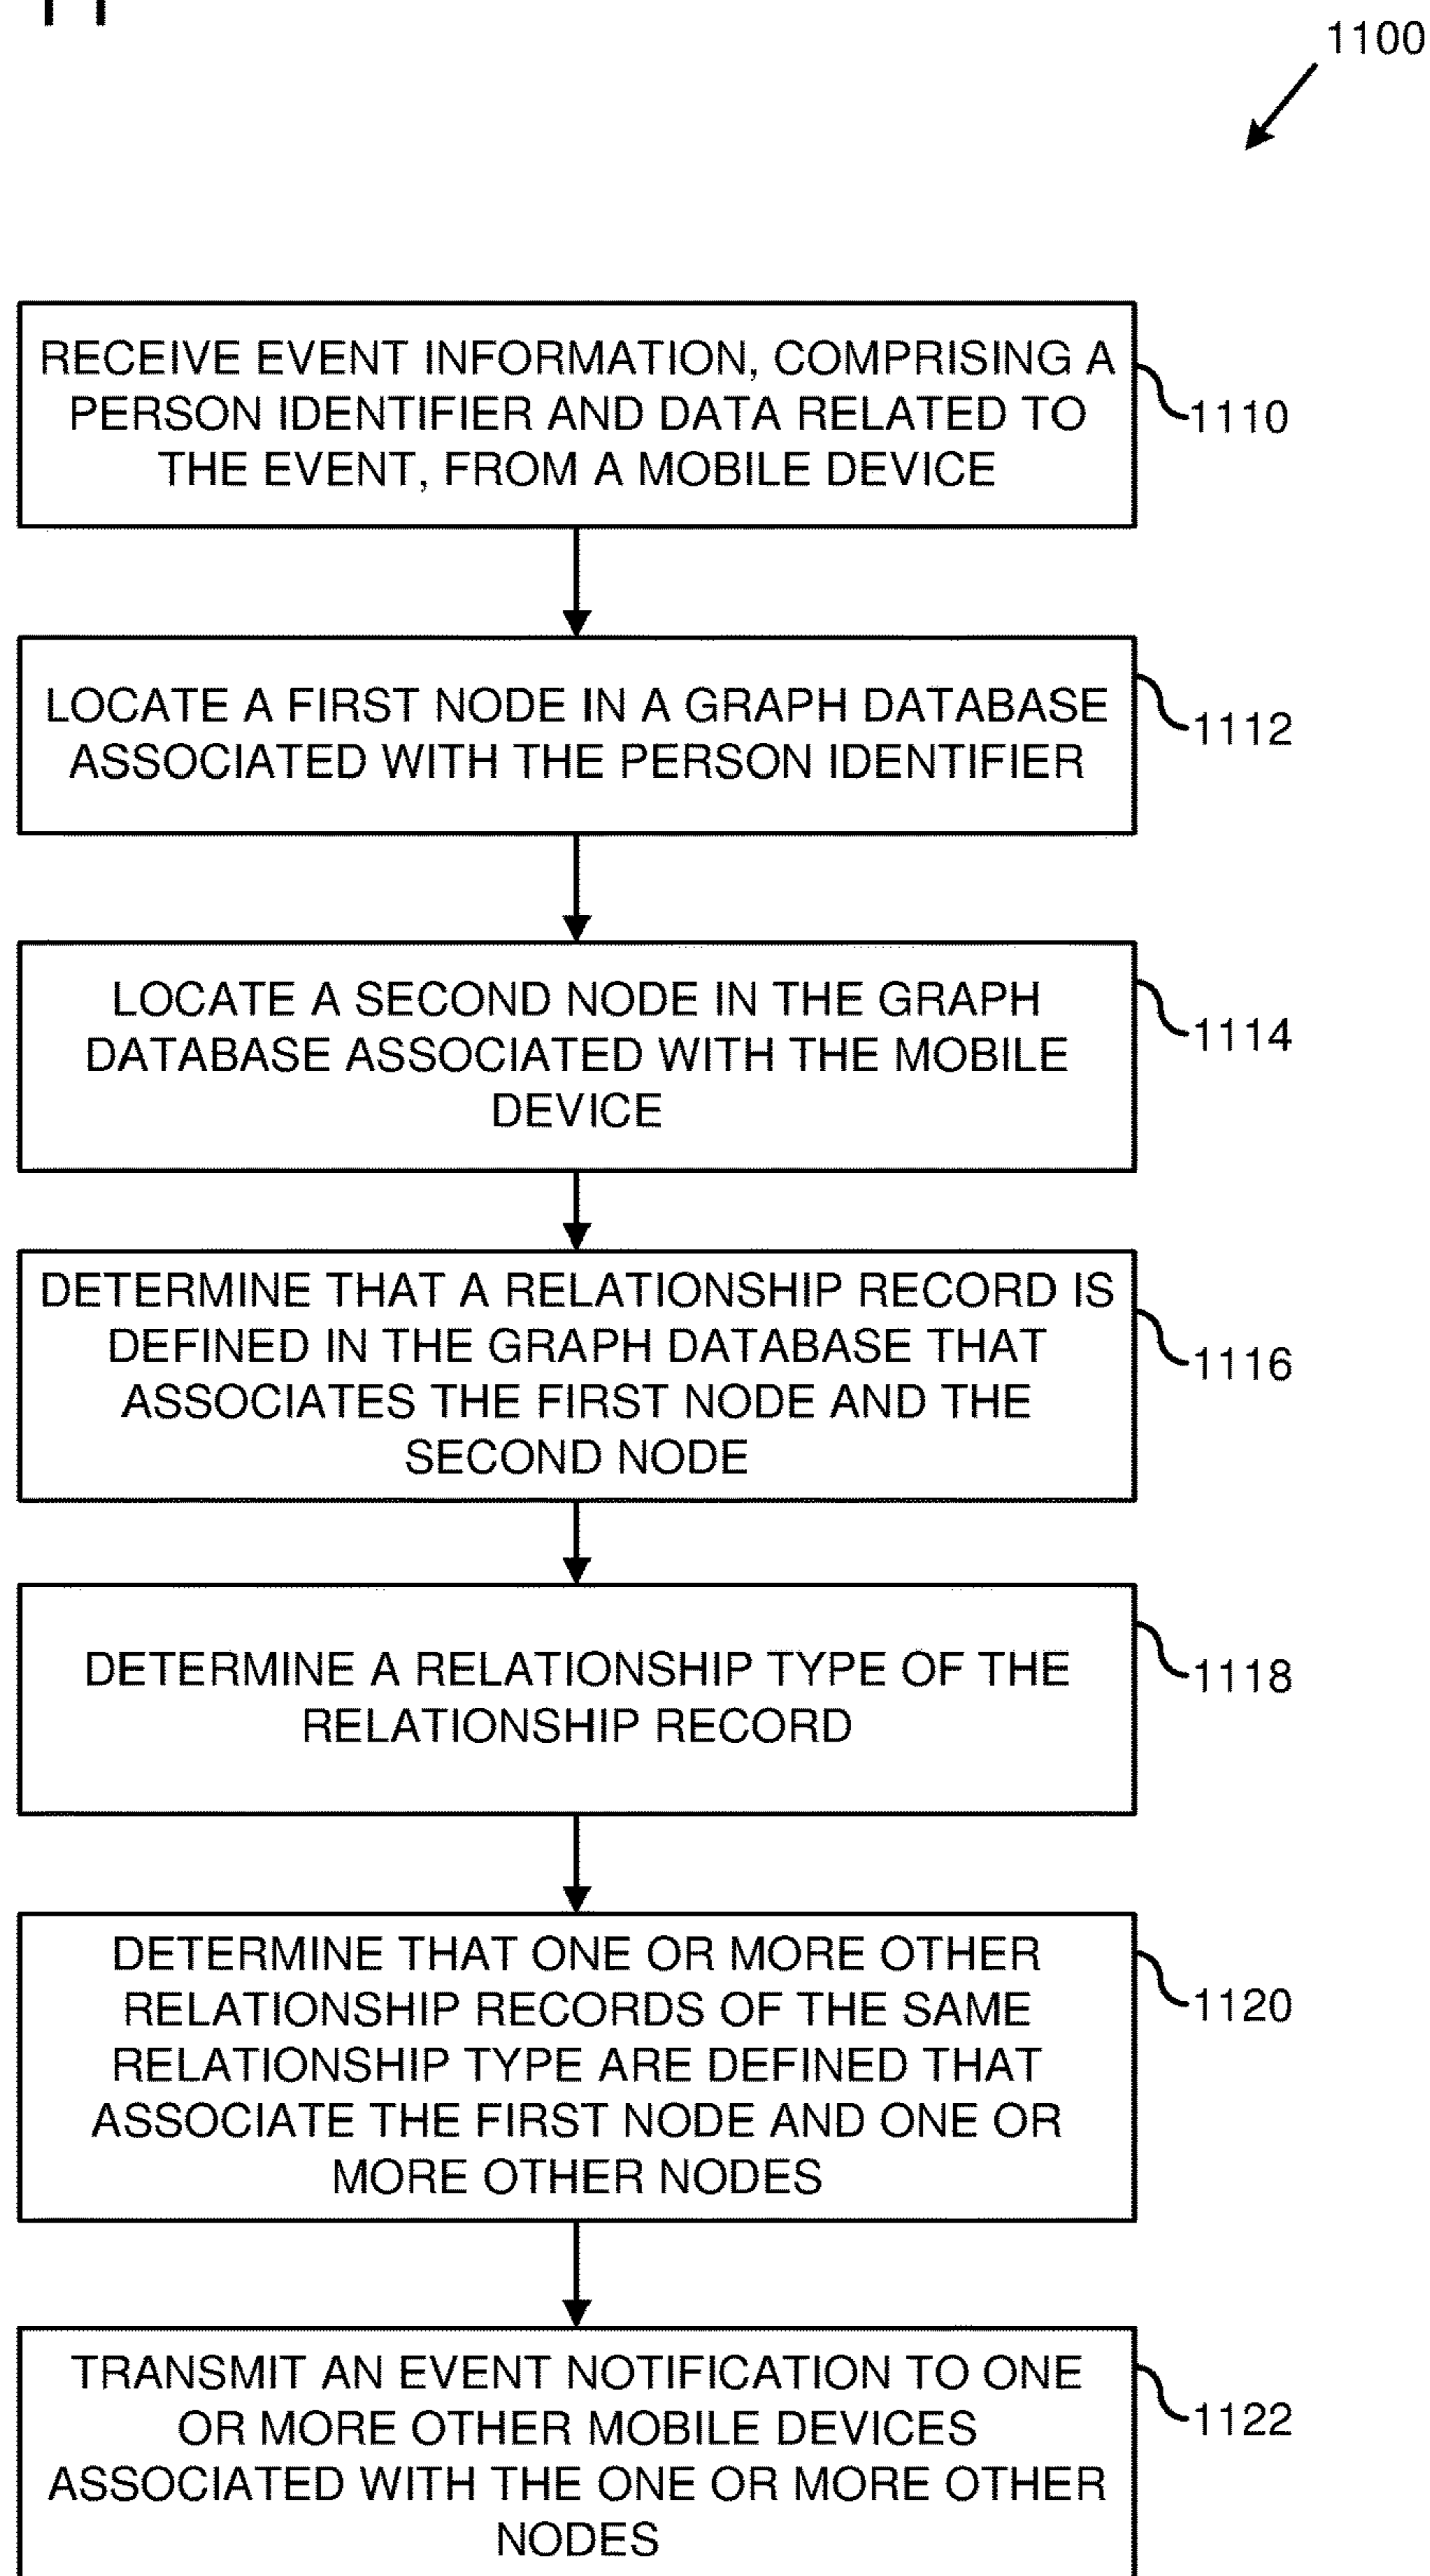 1100
RECEIVE EVENT INFORMATION, COMPRISING A
PERSON IDENTIFIER AND DATA RELATED TO
THE EVENT, FROM A MOBILE DEVICE
1110
LOCATE A FIRST NODE IN A GRAPH DATABASE
ASSOCIATED WITH THE PERSON IDENTIFIER
1112
LOCATE A SECOND NODE IN THE GRAPH
DATABASE ASSOCIATED WITH THE MOBILE
DEVICE
1114
DETERMINE THAT A RELATIONSHIP RECORD IS
DEFINED IN THE GRAPH DATABASE THAT
ASSOCIATES THE FIRST NODE AND THE
SECOND NODE
1116
DETERMINE A RELATIONSHIP TYPE OF THE
RELATIONSHIP RECORD
1118
DETERMINE THAT ONE OR MORE OTHER
RELATIONSHIP RECORDS OF THE SAME
RELATIONSHIP TYPE ARE DEFINED THAT
ASSOCIATE THE FIRST NODE AND ONE OR
MORE OTHER NODES
1120
TRANSMIT AN EVENT NOTIFICATION TO ONE
OR MORE OTHER MOBILE DEVICES
ASSOCIATED WITH THE ONE OR MORE OTHER
NODES
1122